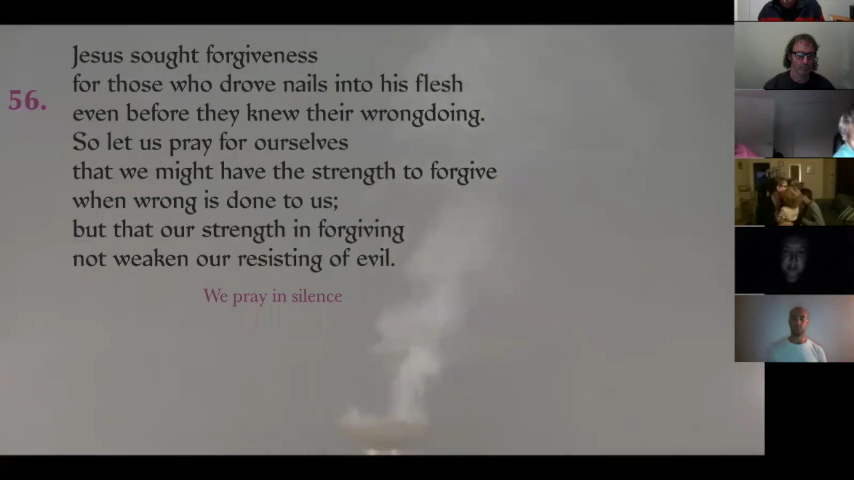 Jesus sought forgiveness
for those who drove nails into his flesh
56. even before they knew their wrongdoing.
So let us pray for ourselves
that we might have the strength to forgive
when wrong is done to us;
but that our strength in forgiving
not weaken our resisting of evil.
We pray in silence